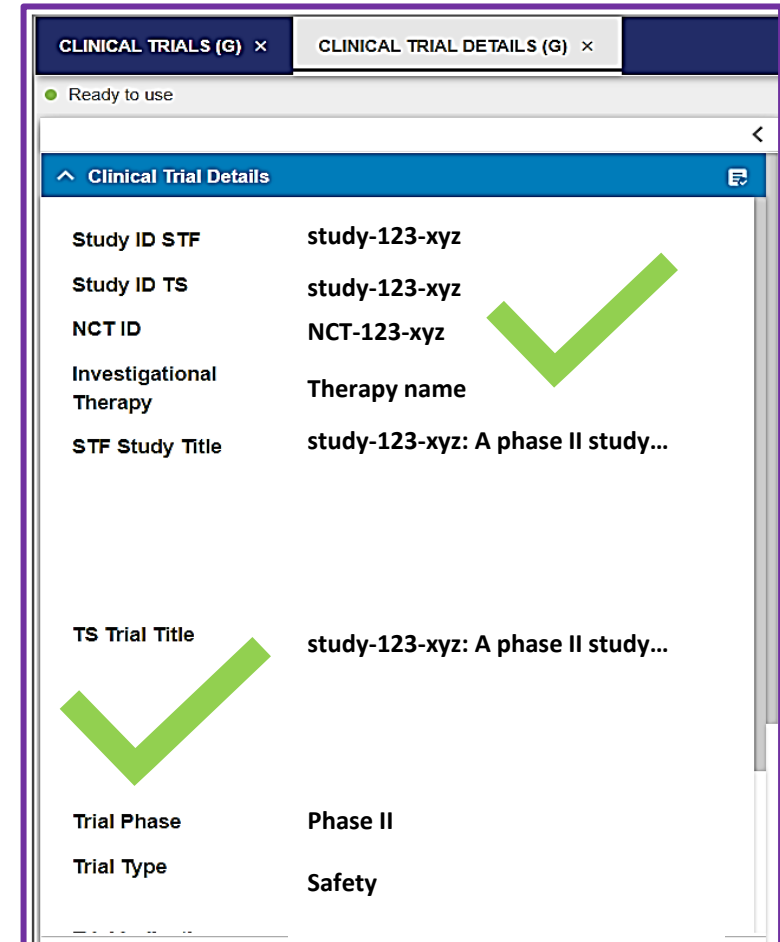 CLINICAL TRIALS (G) × CLINICAL TRIAL DETAILS (G) ×
Ready to use
Clinical Trial Details
Study ID STF study-123-xyz
Study ID TS study-123-xyz
NCT ID NCT-123-xyz
Investigational
Therapy Therapy name
STF Study Title study-123-xyz: A phase II study...
TS Trial Title study-123-xyz: A phase II study...
Trial Phase Phase II
Trial Type Safety